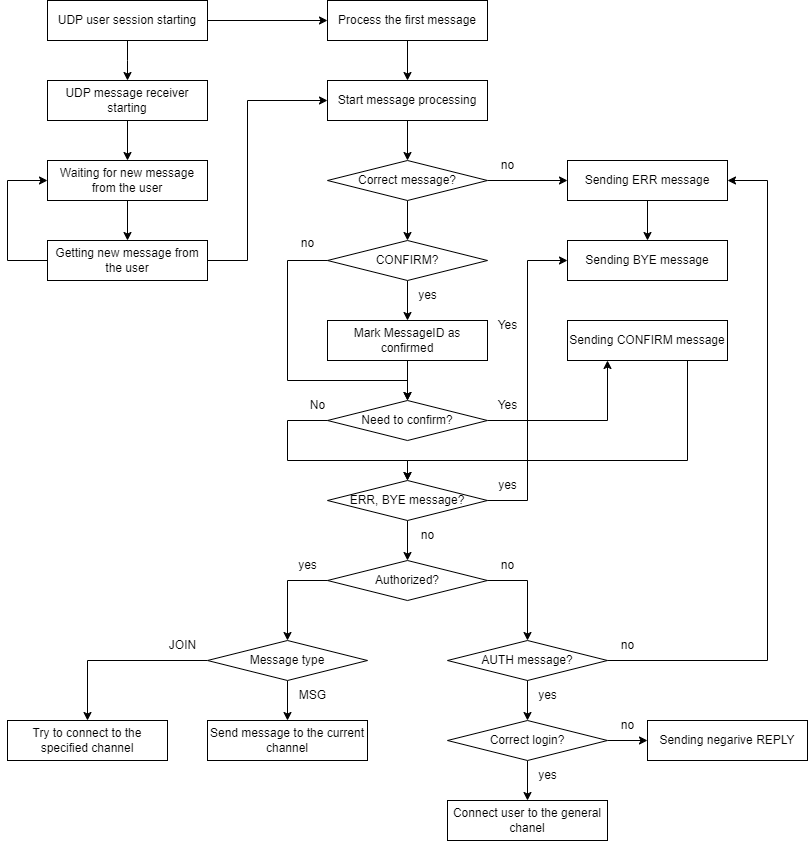 UDP user session starting
Process the first message
UDP message receiver
starting
Start message processing
Waiting for new message
from the user
Correct message?
no
Sending ERR message
Getting new message from
the user
no
CONFIRM?
Sending BYE message
yes
Mark MessageID as
confirmed
Yes
Sending CONFIRM message
No
Need to confirm?
Yes
ERR, BYE message?
yes
no
yes
Authorized?
no
JOIN
Message type
AUTH message?
no
MSG
yes
Try to connect to the
specified channel
Send message to the current
channel
Correct login?
no
Sending negarive REPLY
yes
Connect user to the general
chanel